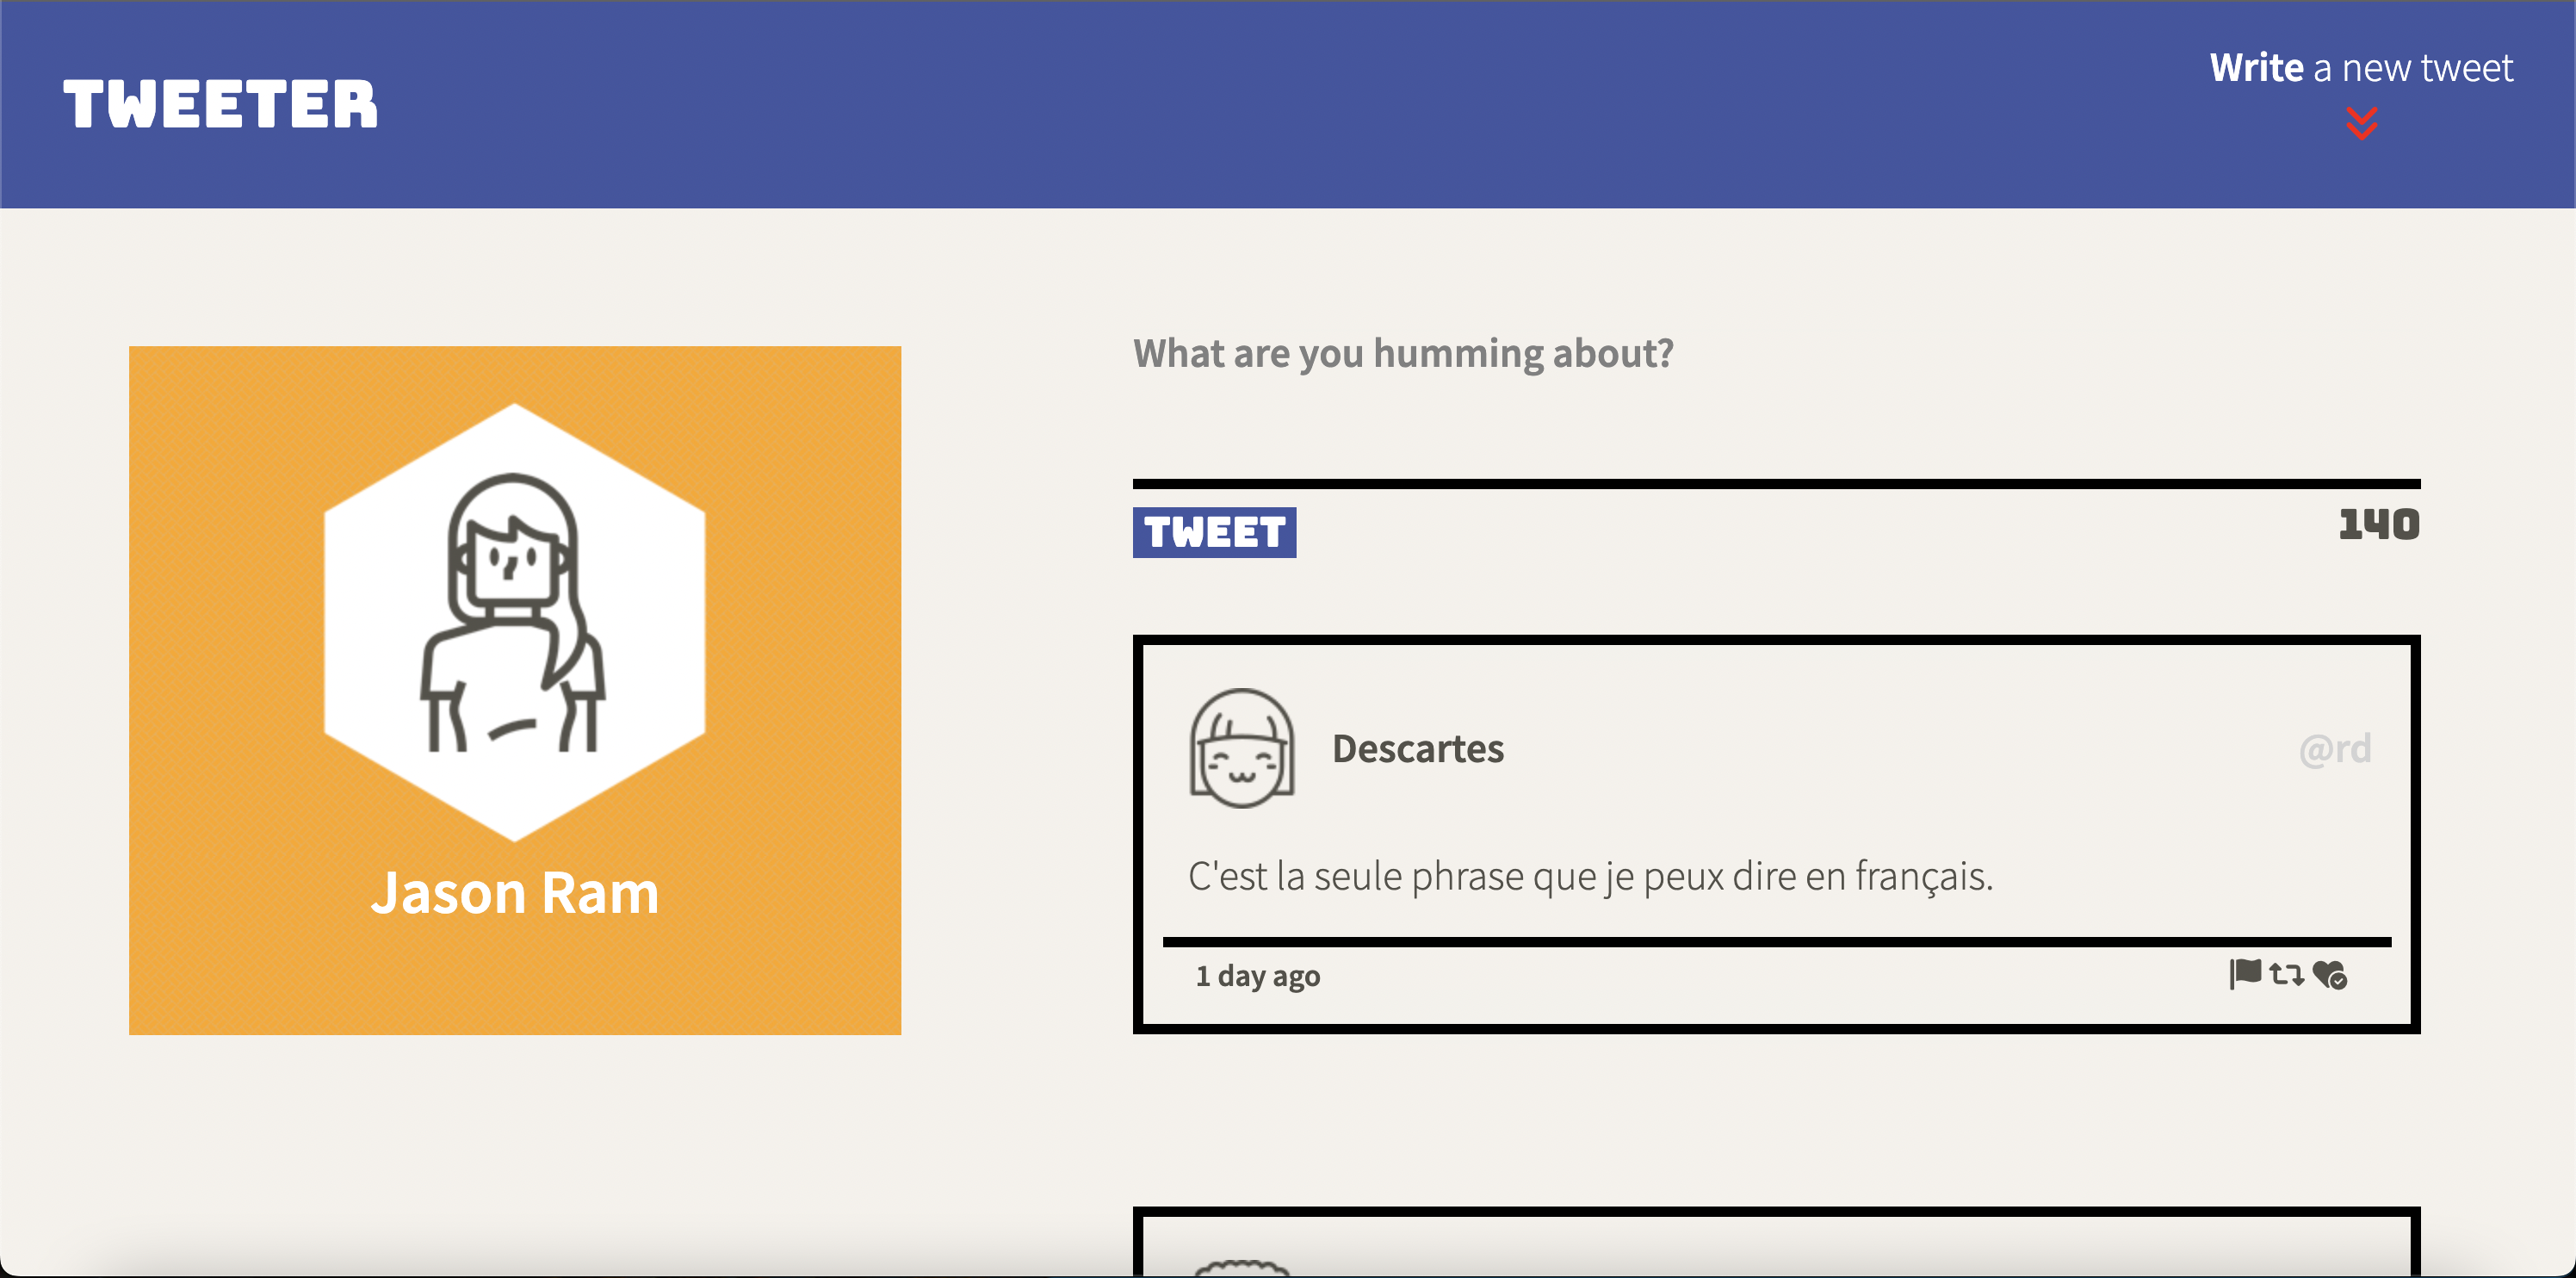 TWEETER
Write a new tweet
Jason Ram
What are you humming about?
TWEET
140
Descartes
@rd
C'est la seule phrase que je peux dire en français.
1 day ago